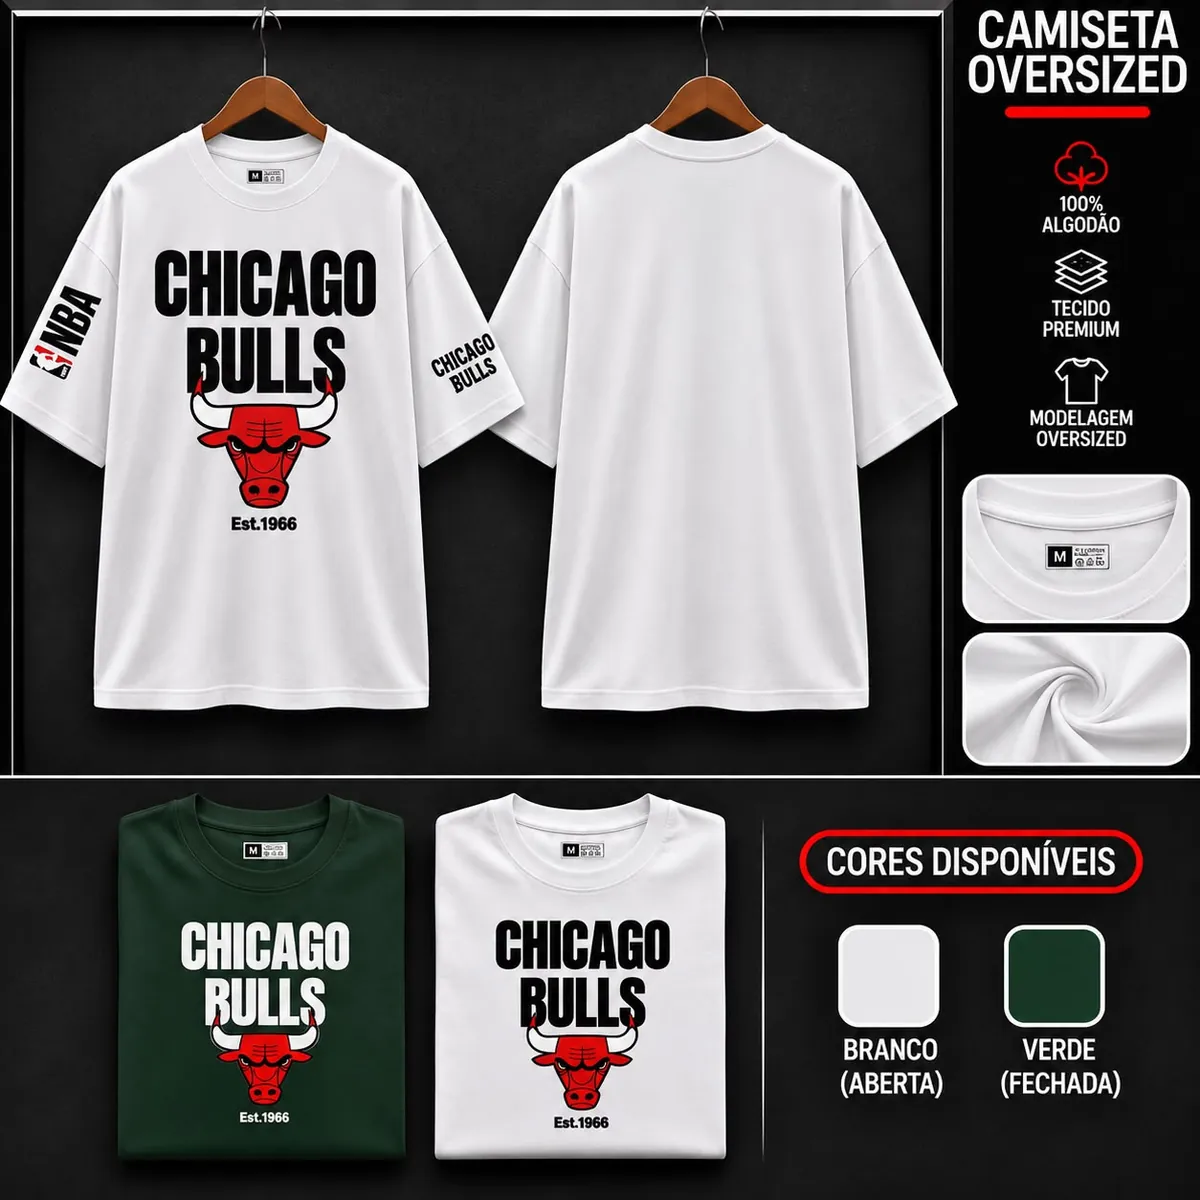 CAMISETA
OVERSIZED
100%
ALGODÃO
TECIDO
PREMIUM
MODELAGEM
OVERSIZED
M
CHICAGO
BULLS
Est.1966
NBA
CHICAGO
BULLS
M
M
CHICAGO
BULLS
Est.1966
M
CHICAGO
BULLS
Est.1966
CORES DISPONÍVEIS
BRANCO
(ABERTA)
VERDE
(FECHADA)